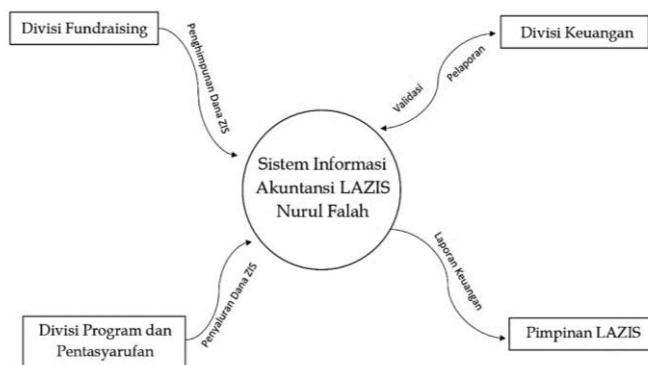 Divisi Fundraising
Divisi Keuangan
Penghimpunan Dana ZIS
Validasi
Pelaporan
Sistem Informasi
Akuntansi LAZIS
Nurul Falah
Penyaluran Dana ZIS
Laporan Keuangan
Divisi Program dan
Pentasyarufan
Pimpinan LAZIS